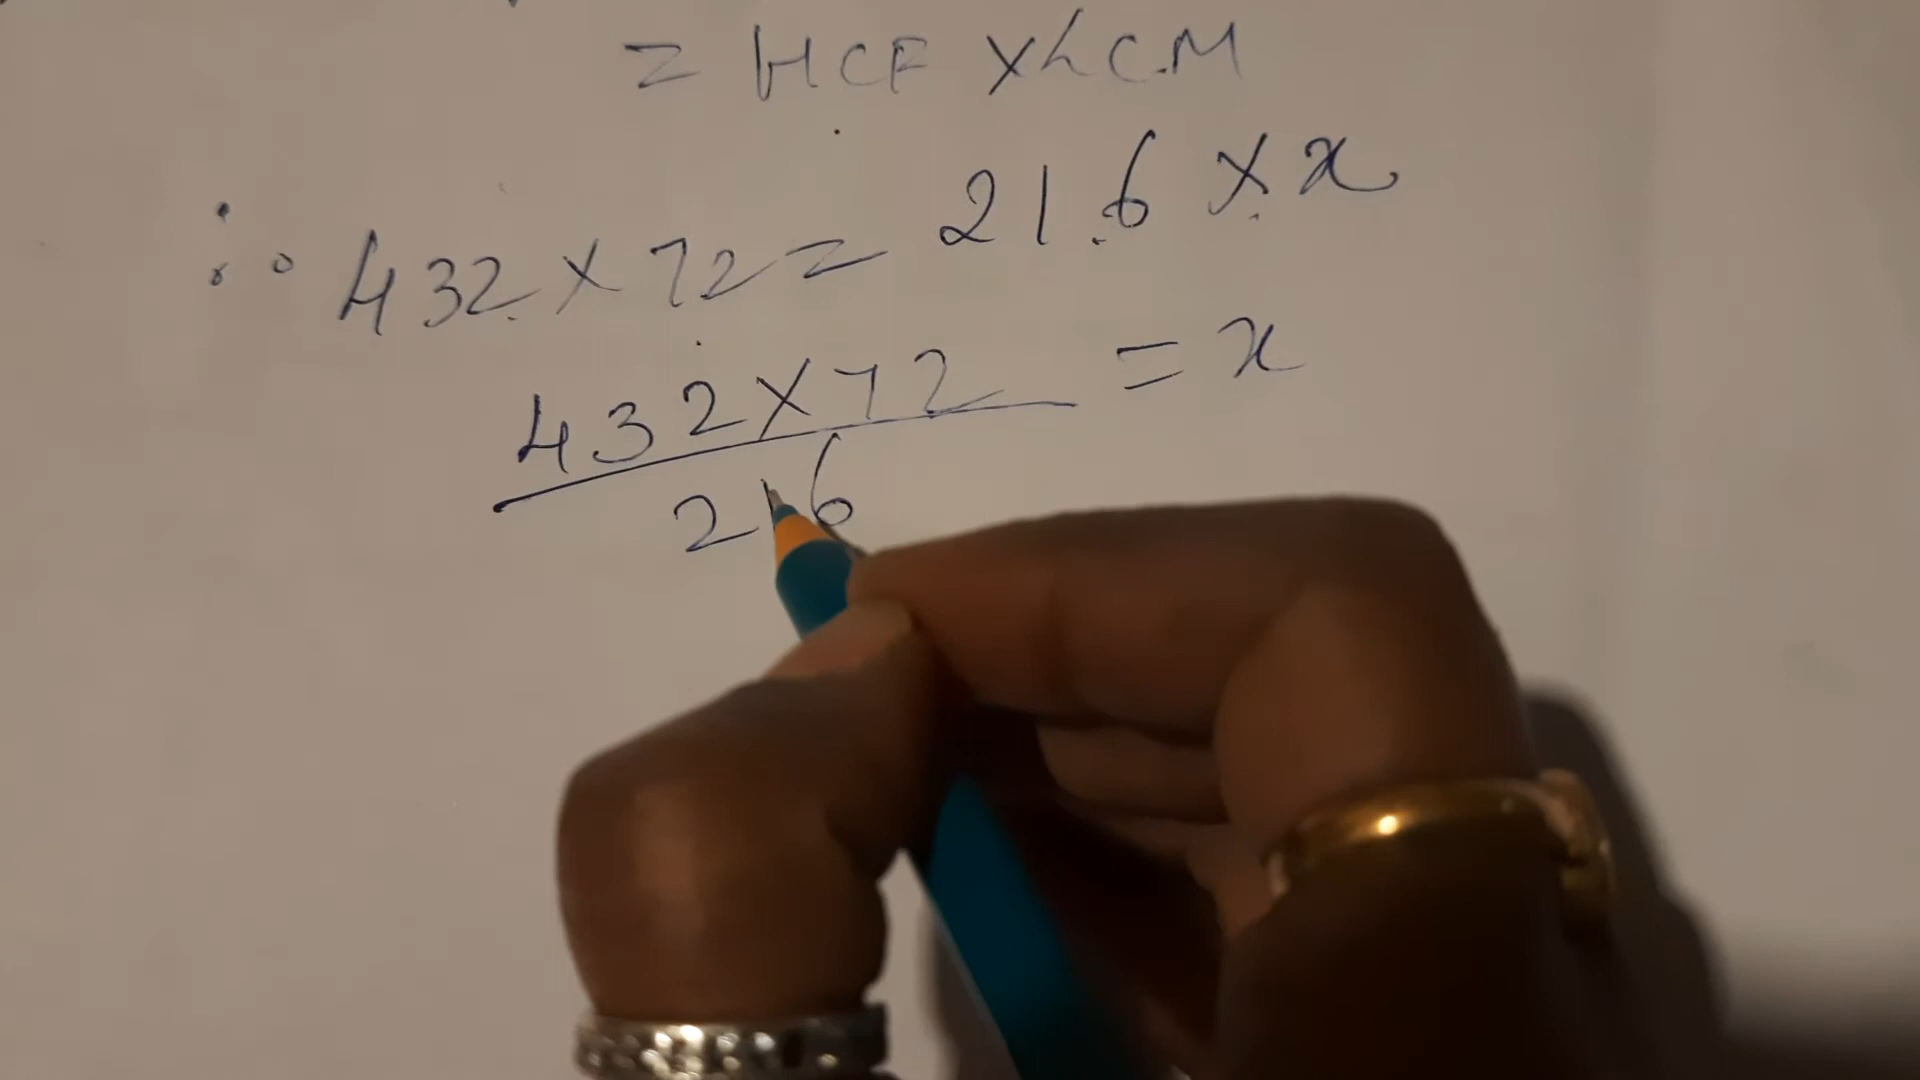 = HCF × LCM
∴ 432 × 72 = 216 × x
432 × 72 = x
216